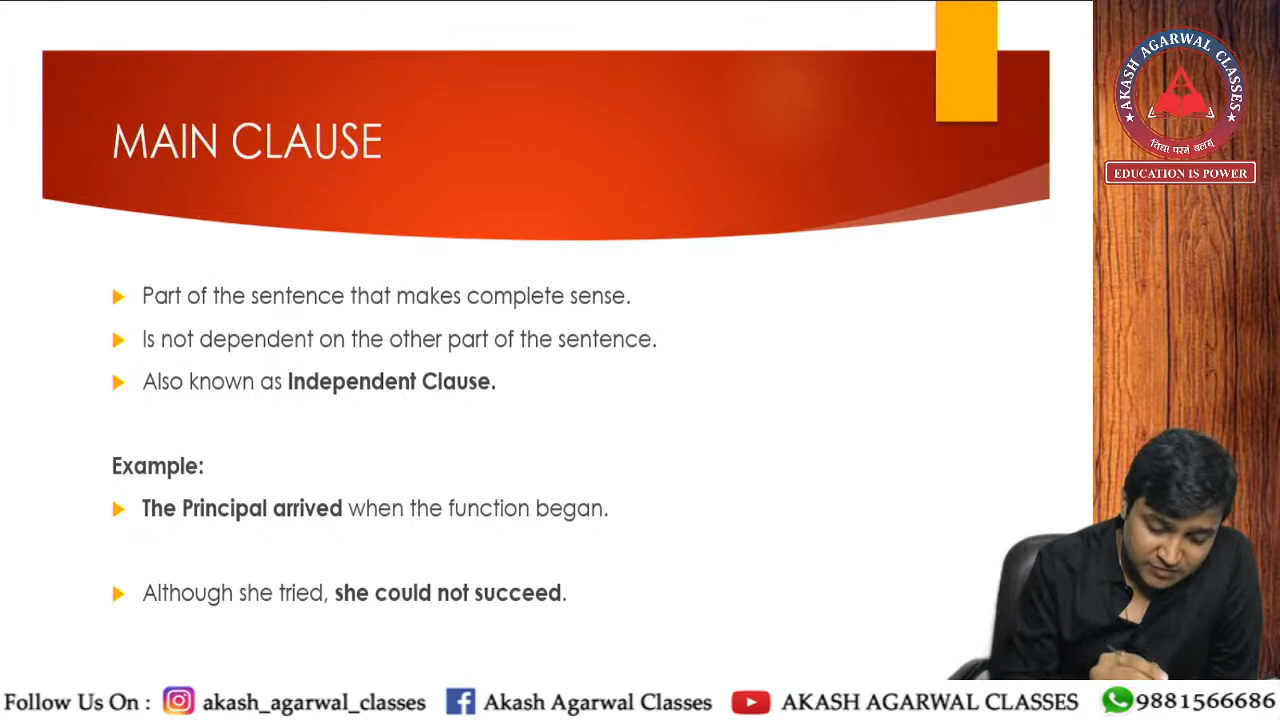 MAIN CLAUSE
AKASH AGARWAL CLASSES
विद्या परमं बलम्
EDUCATION IS POWER
Part of the sentence that makes complete sense.
Is not dependent on the other part of the sentence.
Also known as Independent Clause.
Example:
The Principal arrived when the function began.
Although she tried, she could not succeed.
Follow Us On : akash_agarwal_classes Akash Agarwal Classes AKASH AGARWAL CLASSES 9881566686